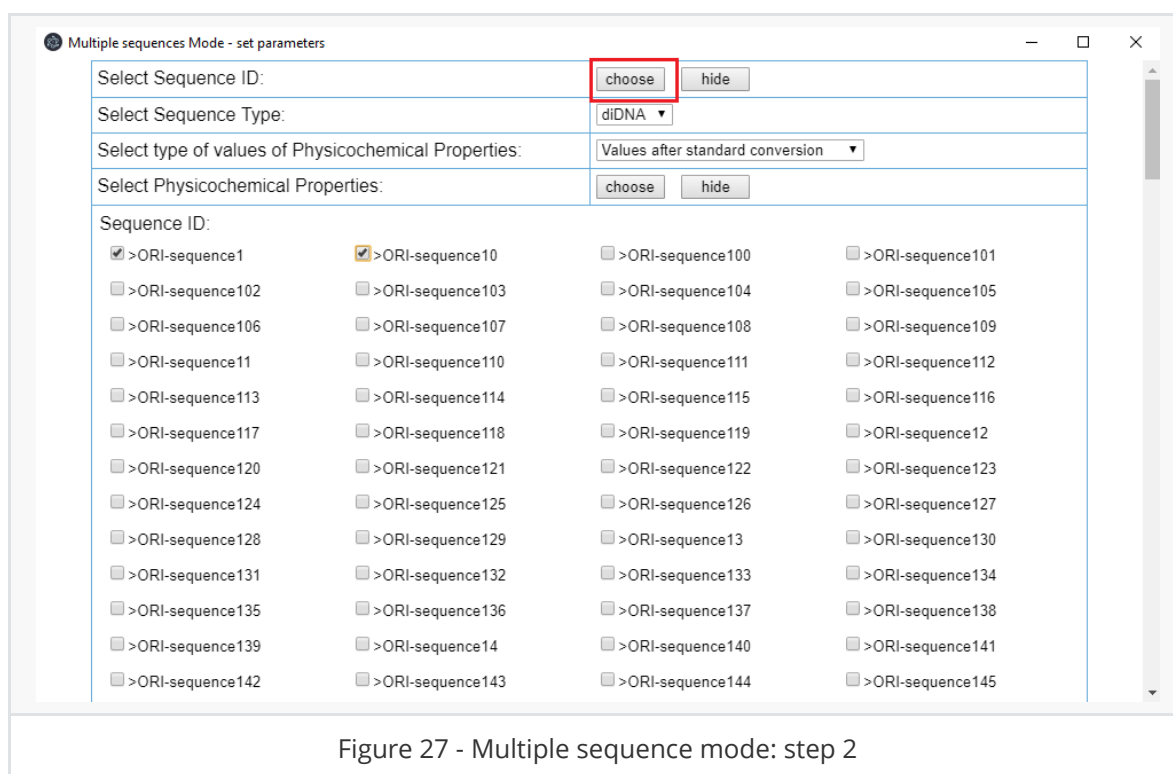 Multiple sequences Mode - set parameters
Select Sequence ID: choose hide
Select Sequence Type: diDNA
Select type of values of Physicochemical Properties: Values after standard conversion
Select Physicochemical Properties: choose hide
Sequence ID:
>ORI-sequence1 >ORI-sequence10 >ORI-sequence100 >ORI-sequence101
>ORI-sequence102 >ORI-sequence103 >ORI-sequence104 >ORI-sequence105
>ORI-sequence106 >ORI-sequence107 >ORI-sequence108 >ORI-sequence109
>ORI-sequence11 >ORI-sequence110 >ORI-sequence111 >ORI-sequence112
>ORI-sequence113 >ORI-sequence114 >ORI-sequence115 >ORI-sequence116
>ORI-sequence117 >ORI-sequence118 >ORI-sequence119 >ORI-sequence12
>ORI-sequence120 >ORI-sequence121 >ORI-sequence122 >ORI-sequence123
>ORI-sequence124 >ORI-sequence125 >ORI-sequence126 >ORI-sequence127
>ORI-sequence128 >ORI-sequence129 >ORI-sequence13 >ORI-sequence130
>ORI-sequence131 >ORI-sequence132 >ORI-sequence133 >ORI-sequence134
>ORI-sequence135 >ORI-sequence136 >ORI-sequence137 >ORI-sequence138
>ORI-sequence139 >ORI-sequence14 >ORI-sequence140 >ORI-sequence141
>ORI-sequence142 >ORI-sequence143 >ORI-sequence144 >ORI-sequence145
Figure 27 - Multiple sequence mode: step 2